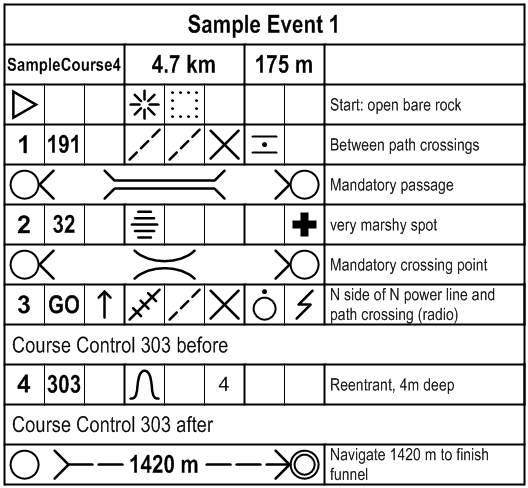 Sample Event 1
SampleCourse4 4.7 km 175 m
Start: open bare rock
1 191 Between path crossings
Mandatory passage
2 32 very marshy spot
Mandatory crossing point
3 GO N side of N power line and
path crossing (radio)
Course Control 303 before
4 303 4 Reentrant, 4m deep
Course Control 303 after
1420 m Navigate 1420 m to finish
funnel